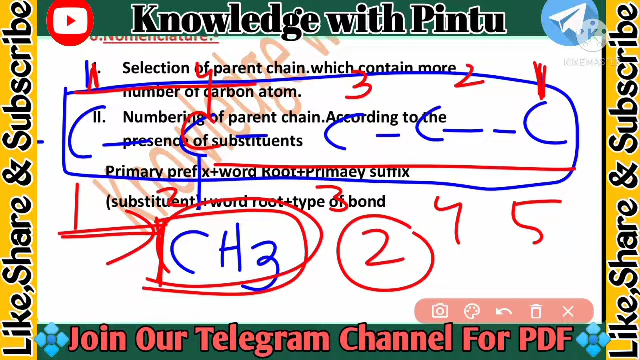 Knowledge with Pintu
Like,Share & Subscribe
Like,Share & Subscribe
Nomenclature:
I. Selection of parent chain.which contain more
number of carbon atom.
II. Numbering of parent chain.According to the
presence of substituents
Primary prefix+word Root+Primaey suffix
(substituent)+word root+type of bond
4 3 2 1
C - C - C - C - - C
1 2 3 4 5
CH3 2
Join Our Telegram Channel For PDF